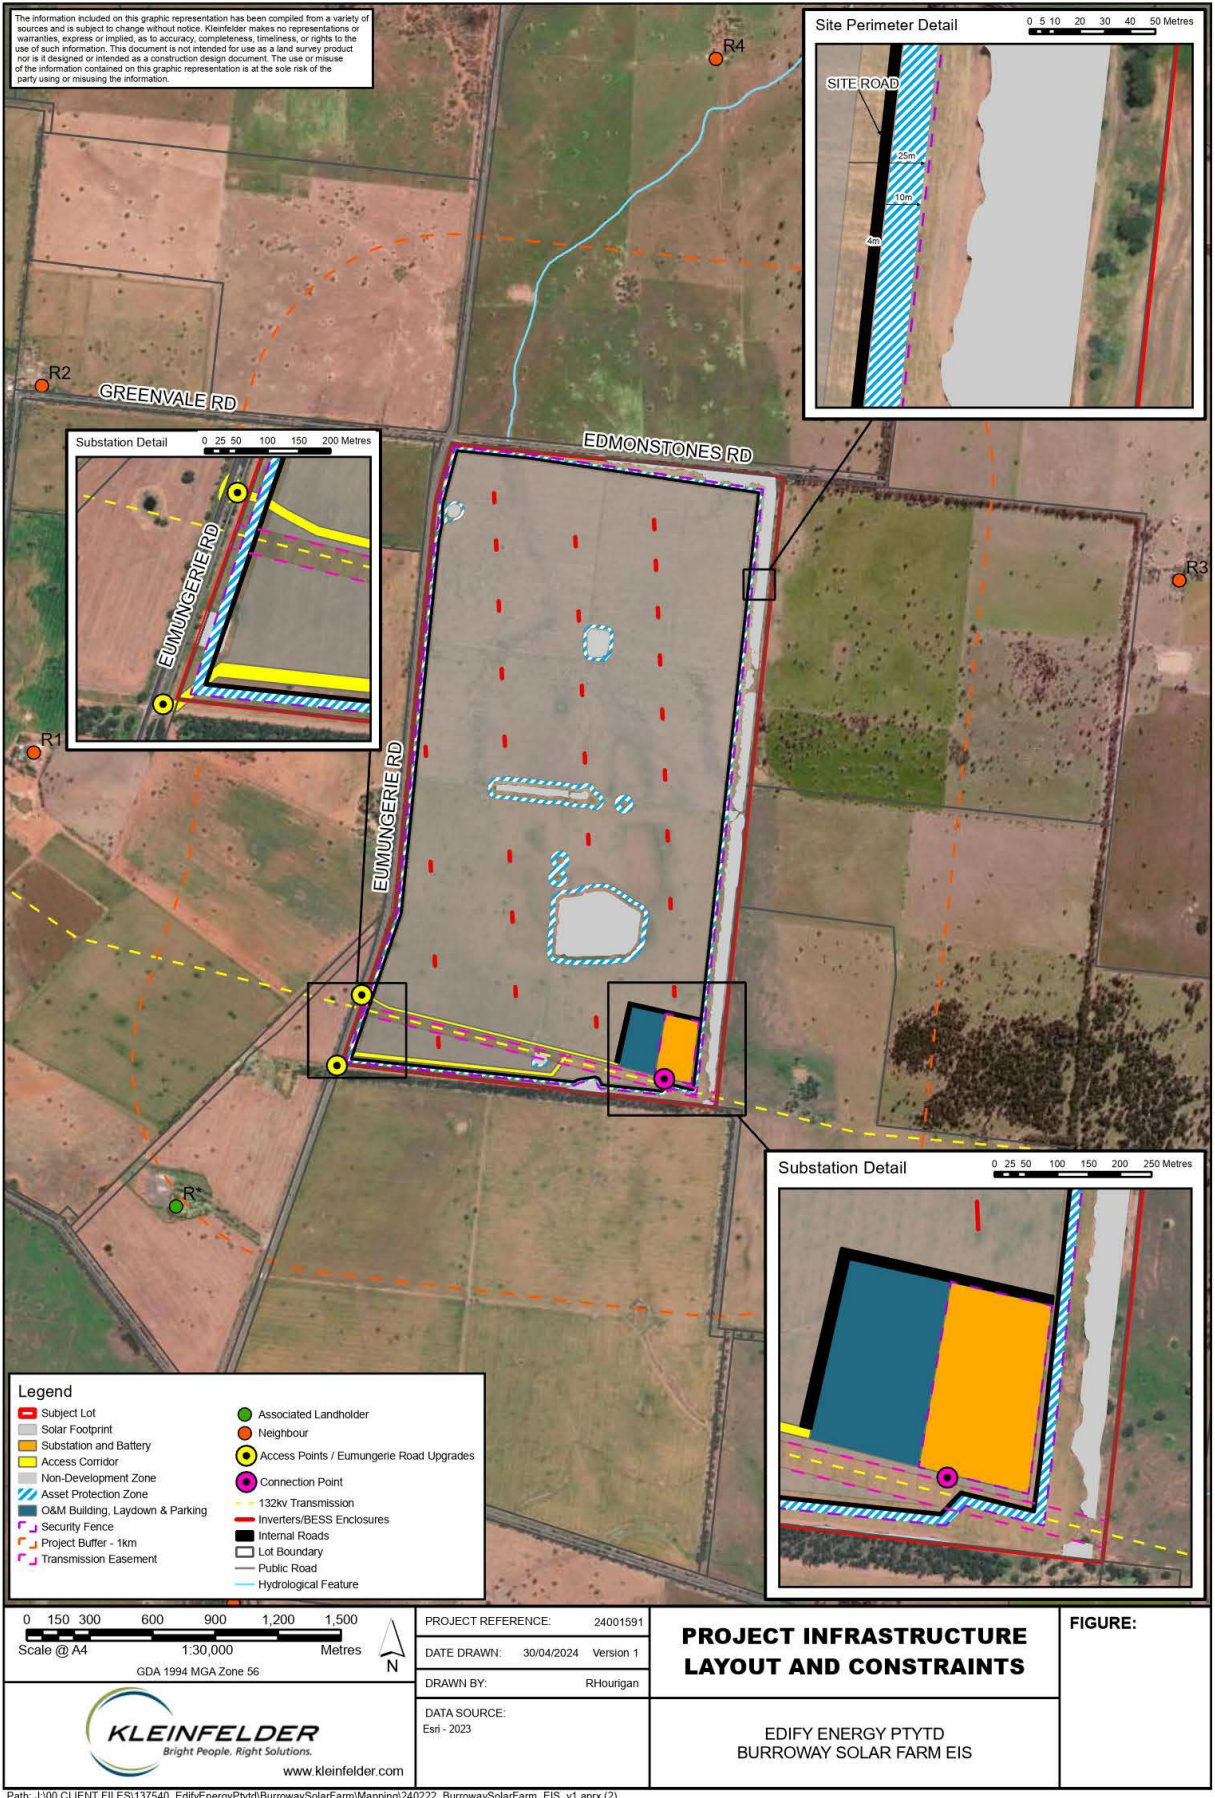 The information included on this graphic representation has been compiled from a variety of
sources and is subject to change without notice. Kleinfelder makes no representations or
warranties, express or implied, as to accuracy, completeness, timeliness, or rights to the
use of such information. This document is not intended for use as a land survey product
nor is it designed or intended as a construction design document. The use or misuse
of the information contained on this graphic representation is at the sole risk of the
party using or misusing the information.
R4
Site Perimeter Detail
0 5 10 20 30 40 50 Metres
SITE ROAD
25m
10m
4m
R2
GREENVALE RD
EDMONSTONES RD
Substation Detail
0 25 50 100 150 200 Metres
EUMUNGERIE RD
R3
R1
EUMUNGERIE RD
R*
Substation Detail
0 25 50 100 150 200 250 Metres
Legend
Subject Lot
Solar Footprint
Substation and Battery
Access Corridor
Non-Development Zone
Asset Protection Zone
O&M Building, Laydown & Parking
Security Fence
Project Buffer - 1km
Transmission Easement
Associated Landholder
Neighbour
Access Points / Eumungerie Road Upgrades
Connection Point
132kv Transmission
Inverters/BESS Enclosures
Internal Roads
Lot Boundary
Public Road
Hydrological Feature
0 150 300 600 900 1,200 1,500
Scale @ A4 1:30,000 Metres
GDA 1994 MGA Zone 56
N
KLEINFELDER
Bright People. Right Solutions.
www.kleinfelder.com
PROJECT REFERENCE: 24001591
DATE DRAWN: 30/04/2024 Version 1
DRAWN BY: RHourigan
DATA SOURCE:
Esri - 2023
PROJECT INFRASTRUCTURE
LAYOUT AND CONSTRAINTS
EDIFY ENERGY PTYTD
BURROWAY SOLAR FARM EIS
FIGURE:
Path: J:\00 CLIENT FILES\137540_EdifyEnergyPtytd\BurrowaySolarFarm\Mapping\240222_BurrowaySolarFarm_EIS_v1.aprx (2)